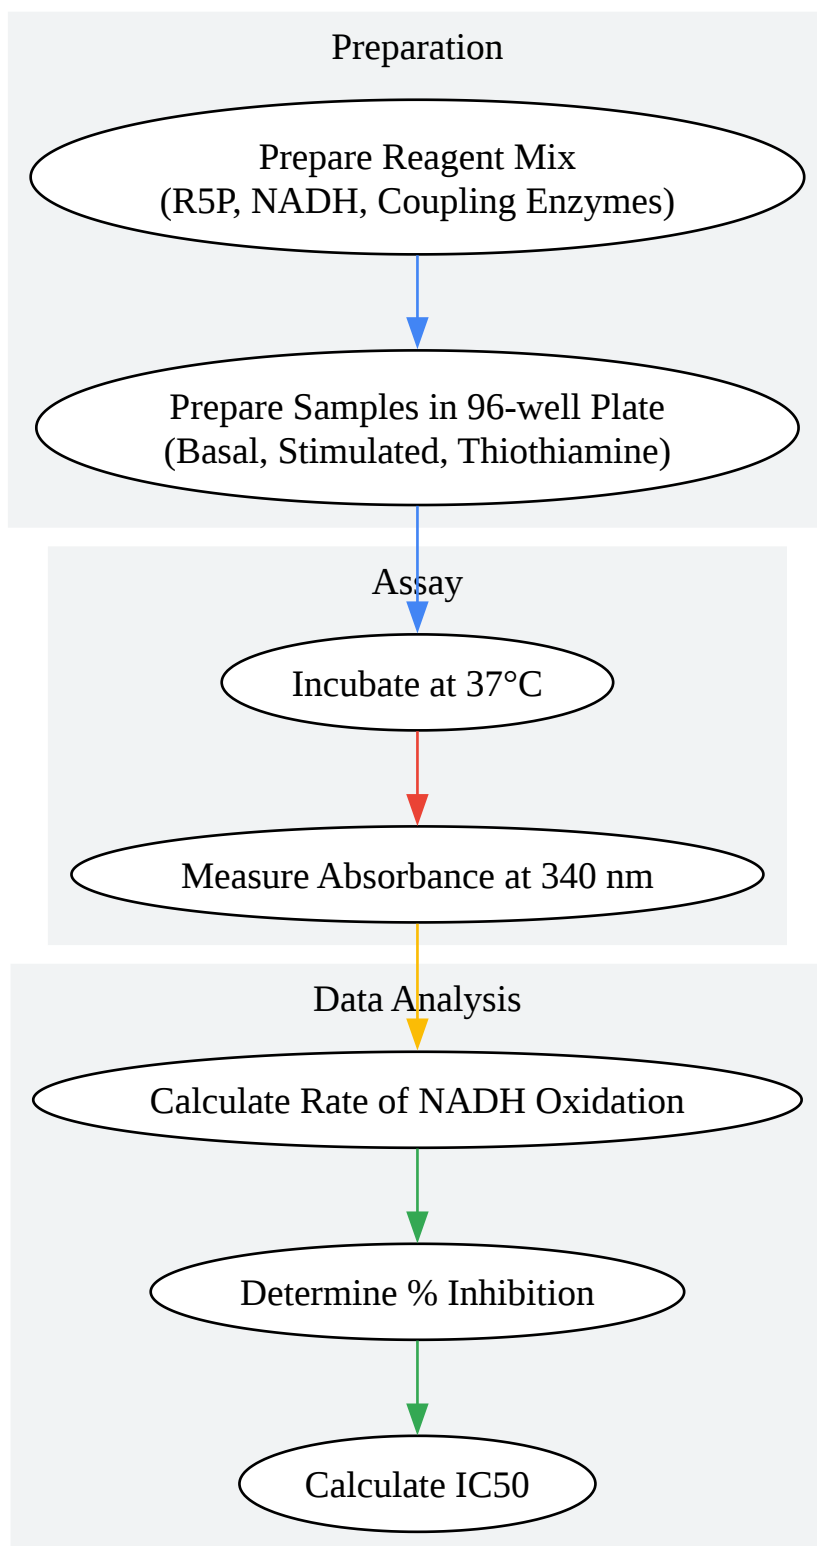 Preparation
Prepare Reagent Mix
(R5P, NADH, Coupling Enzymes)
Prepare Samples in 96-well Plate
(Basal, Stimulated, Thiothiamine)
Assay
Incubate at 37°C
Measure Absorbance at 340 nm
Data Analysis
Calculate Rate of NADH Oxidation
Determine % Inhibition
Calculate IC50